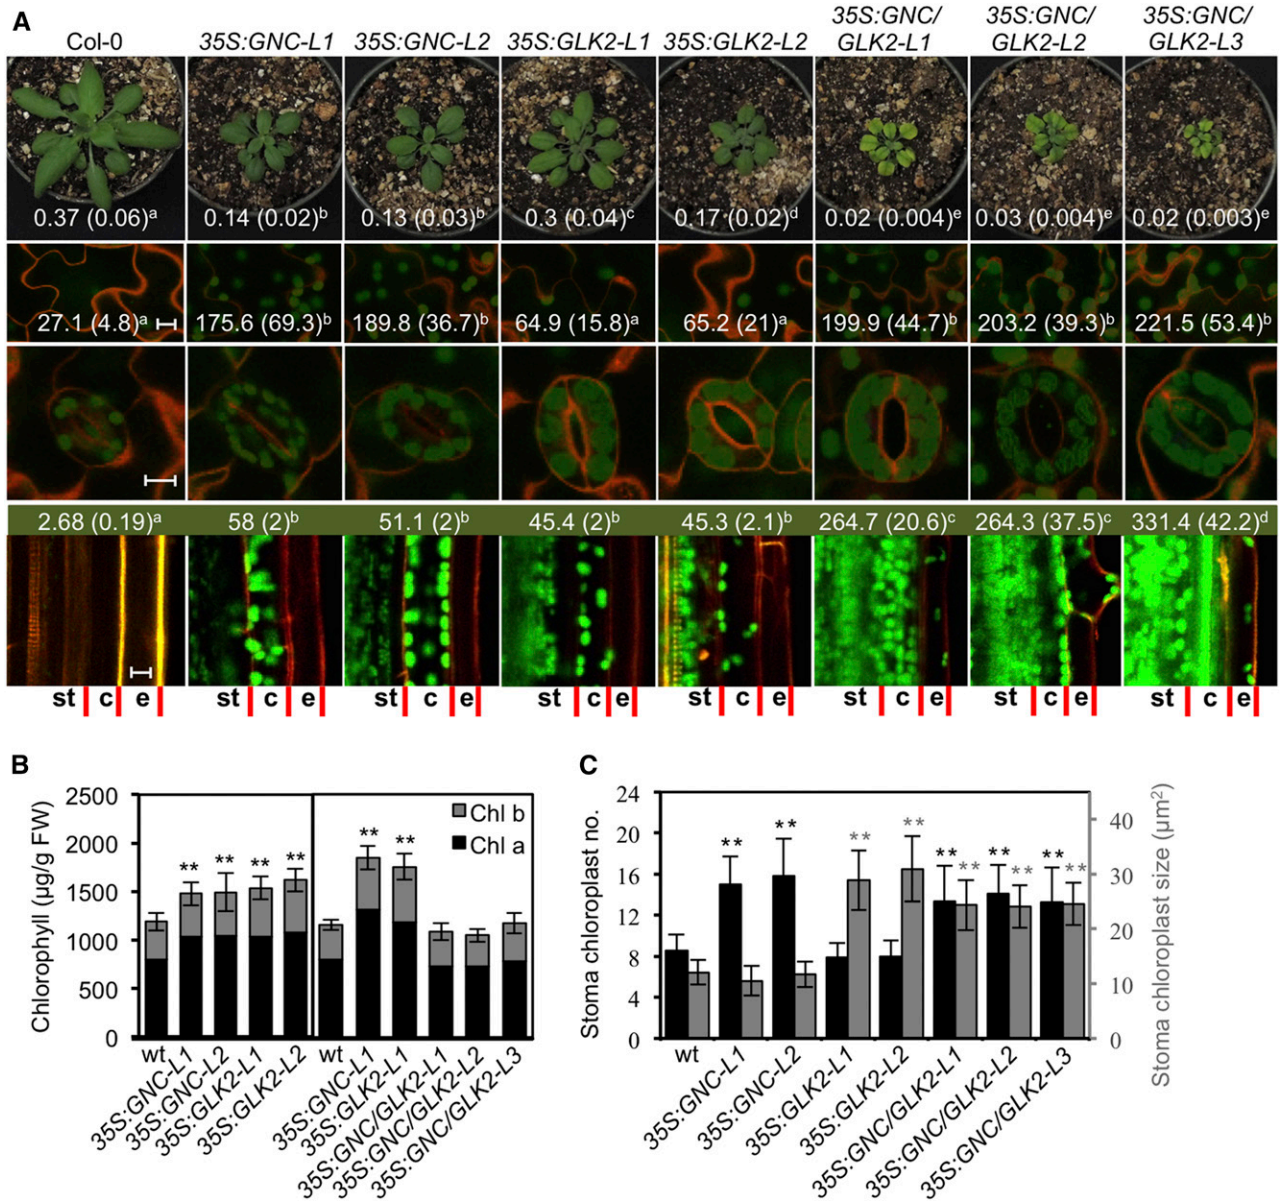 A
Col-0 35S:GNC-L1 35S:GNC-L2 35S:GLK2-L1 35S:GLK2-L2 35S:GNC/GLK2-L1 35S:GNC/GLK2-L2 35S:GNC/GLK2-L3
0.37 (0.06)a 0.14 (0.02)b 0.13 (0.03)b 0.3 (0.04)c 0.17 (0.02)d 0.02 (0.004)e 0.03 (0.004)e 0.02 (0.003)e
27.1 (4.8)a 175.6 (69.3)b 189.8 (36.7)b 64.9 (15.8)a 65.2 (21)a 199.9 (44.7)b 203.2 (39.3)b 221.5 (53.4)b
2.68 (0.19)a 58 (2)b 51.1 (2)b 45.4 (2)b 45.3 (2.1)b 264.7 (20.6)c 264.3 (37.5)c 331.4 (42.2)d
st c e st c e st c e st c e st c e st c e st c e st c e
B
Chlorophyll (µg/g FW)
2500
2000
1500
1000
500
0
Chl b
Chl a
** ** ** ** ** **
wt 35S:GNC-L1 35S:GNC-L2 35S:GLK2-L1 35S:GLK2-L2 wt 35S:GNC-L1 35S:GLK2-L1 35S:GNC/GLK2-L1 35S:GNC/GLK2-L2 35S:GNC/GLK2-L3
C
Stoma chloroplast no.
24
20
16
12
8
4
0
** ** ** ** ** ** ** ** ** **
40
30
20
10
0
Stoma chloroplast size (µm2)
wt 35S:GNC-L1 35S:GNC-L2 35S:GLK2-L1 35S:GLK2-L2 35S:GNC/GLK2-L1 35S:GNC/GLK2-L2 35S:GNC/GLK2-L3